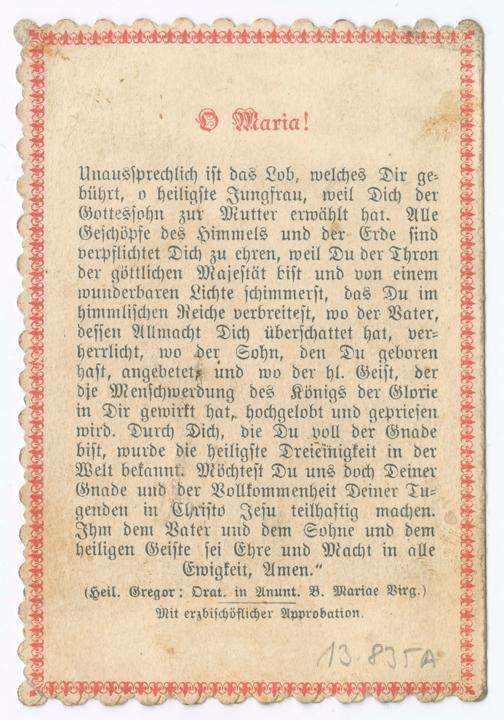 O Maria!
Unaussprechlich ist das Lob, welches Dir ge-
bührt, o heiligste Jungfrau, weil Dich der
Gottessohn zur Mutter erwählt hat. Alle
Geschöpfe des Himmels und der Erde sind
verpflichtet Dich zu ehren, weil Du der Thron
der göttlichen Majestät bist und von einem
wunderbaren Lichte schimmerst, das Du im
himmlischen Reiche verbreitest, wo der Vater,
dessen Allmacht Dich überschattet hat, ver-
herrlicht, wo der Sohn, den Du geboren
hast, angebetet, und wo der hl. Geist, der
die Menschwerdung des Königs der Glorie
in Dir gewirkt hat, hochgelobt und gepriesen
wird. Durch Dich, die Du voll der Gnade
bist, wurde die heiligste Dreieinigkeit in der
Welt bekannt. Möchtest Du uns doch Deiner
Gnade und der Vollkommenheit Deiner Tu-
genden in Christo Jesu teilhaftig machen.
Ihm dem Vater und dem Sohne und dem
heiligen Geiste sei Ehre und Macht in alle
Ewigkeit, Amen.“
(Heil. Gregor: Orat. in Anunt. B. Mariae Virg.)
Mit erzbischöflicher Approbation.
13.835A